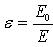 ε = E₀/E